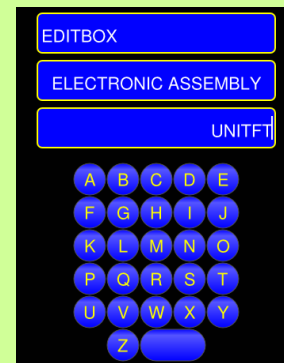 EDITBOX
ELECTRONIC ASSEMBLY
UNITFT
A B C D E
F G H I J
K L M N O
P Q R S T
U V W X Y
Z